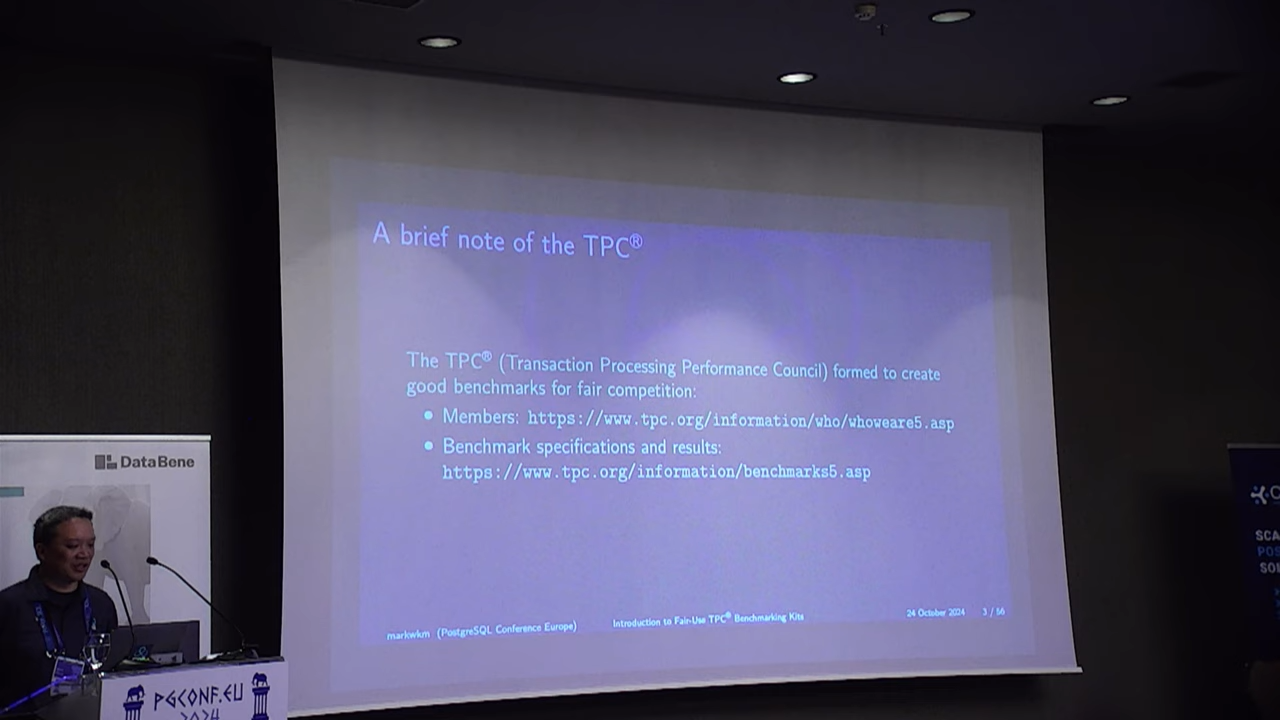 A brief note of the TPC®
The TPC® (Transaction Processing Performance Council) formed to create
good benchmarks for fair competition:
• Members: https://www.tpc.org/information/who/whoweare5.asp
• Benchmark specifications and results:
https://www.tpc.org/information/benchmarks5.asp
markwkm (PostgreSQL Conference Europe)
Introduction to Fair-Use TPC® Benchmarking Kits
24 October 2024
3 / 56
DataBene
PGCONF.EU
2024